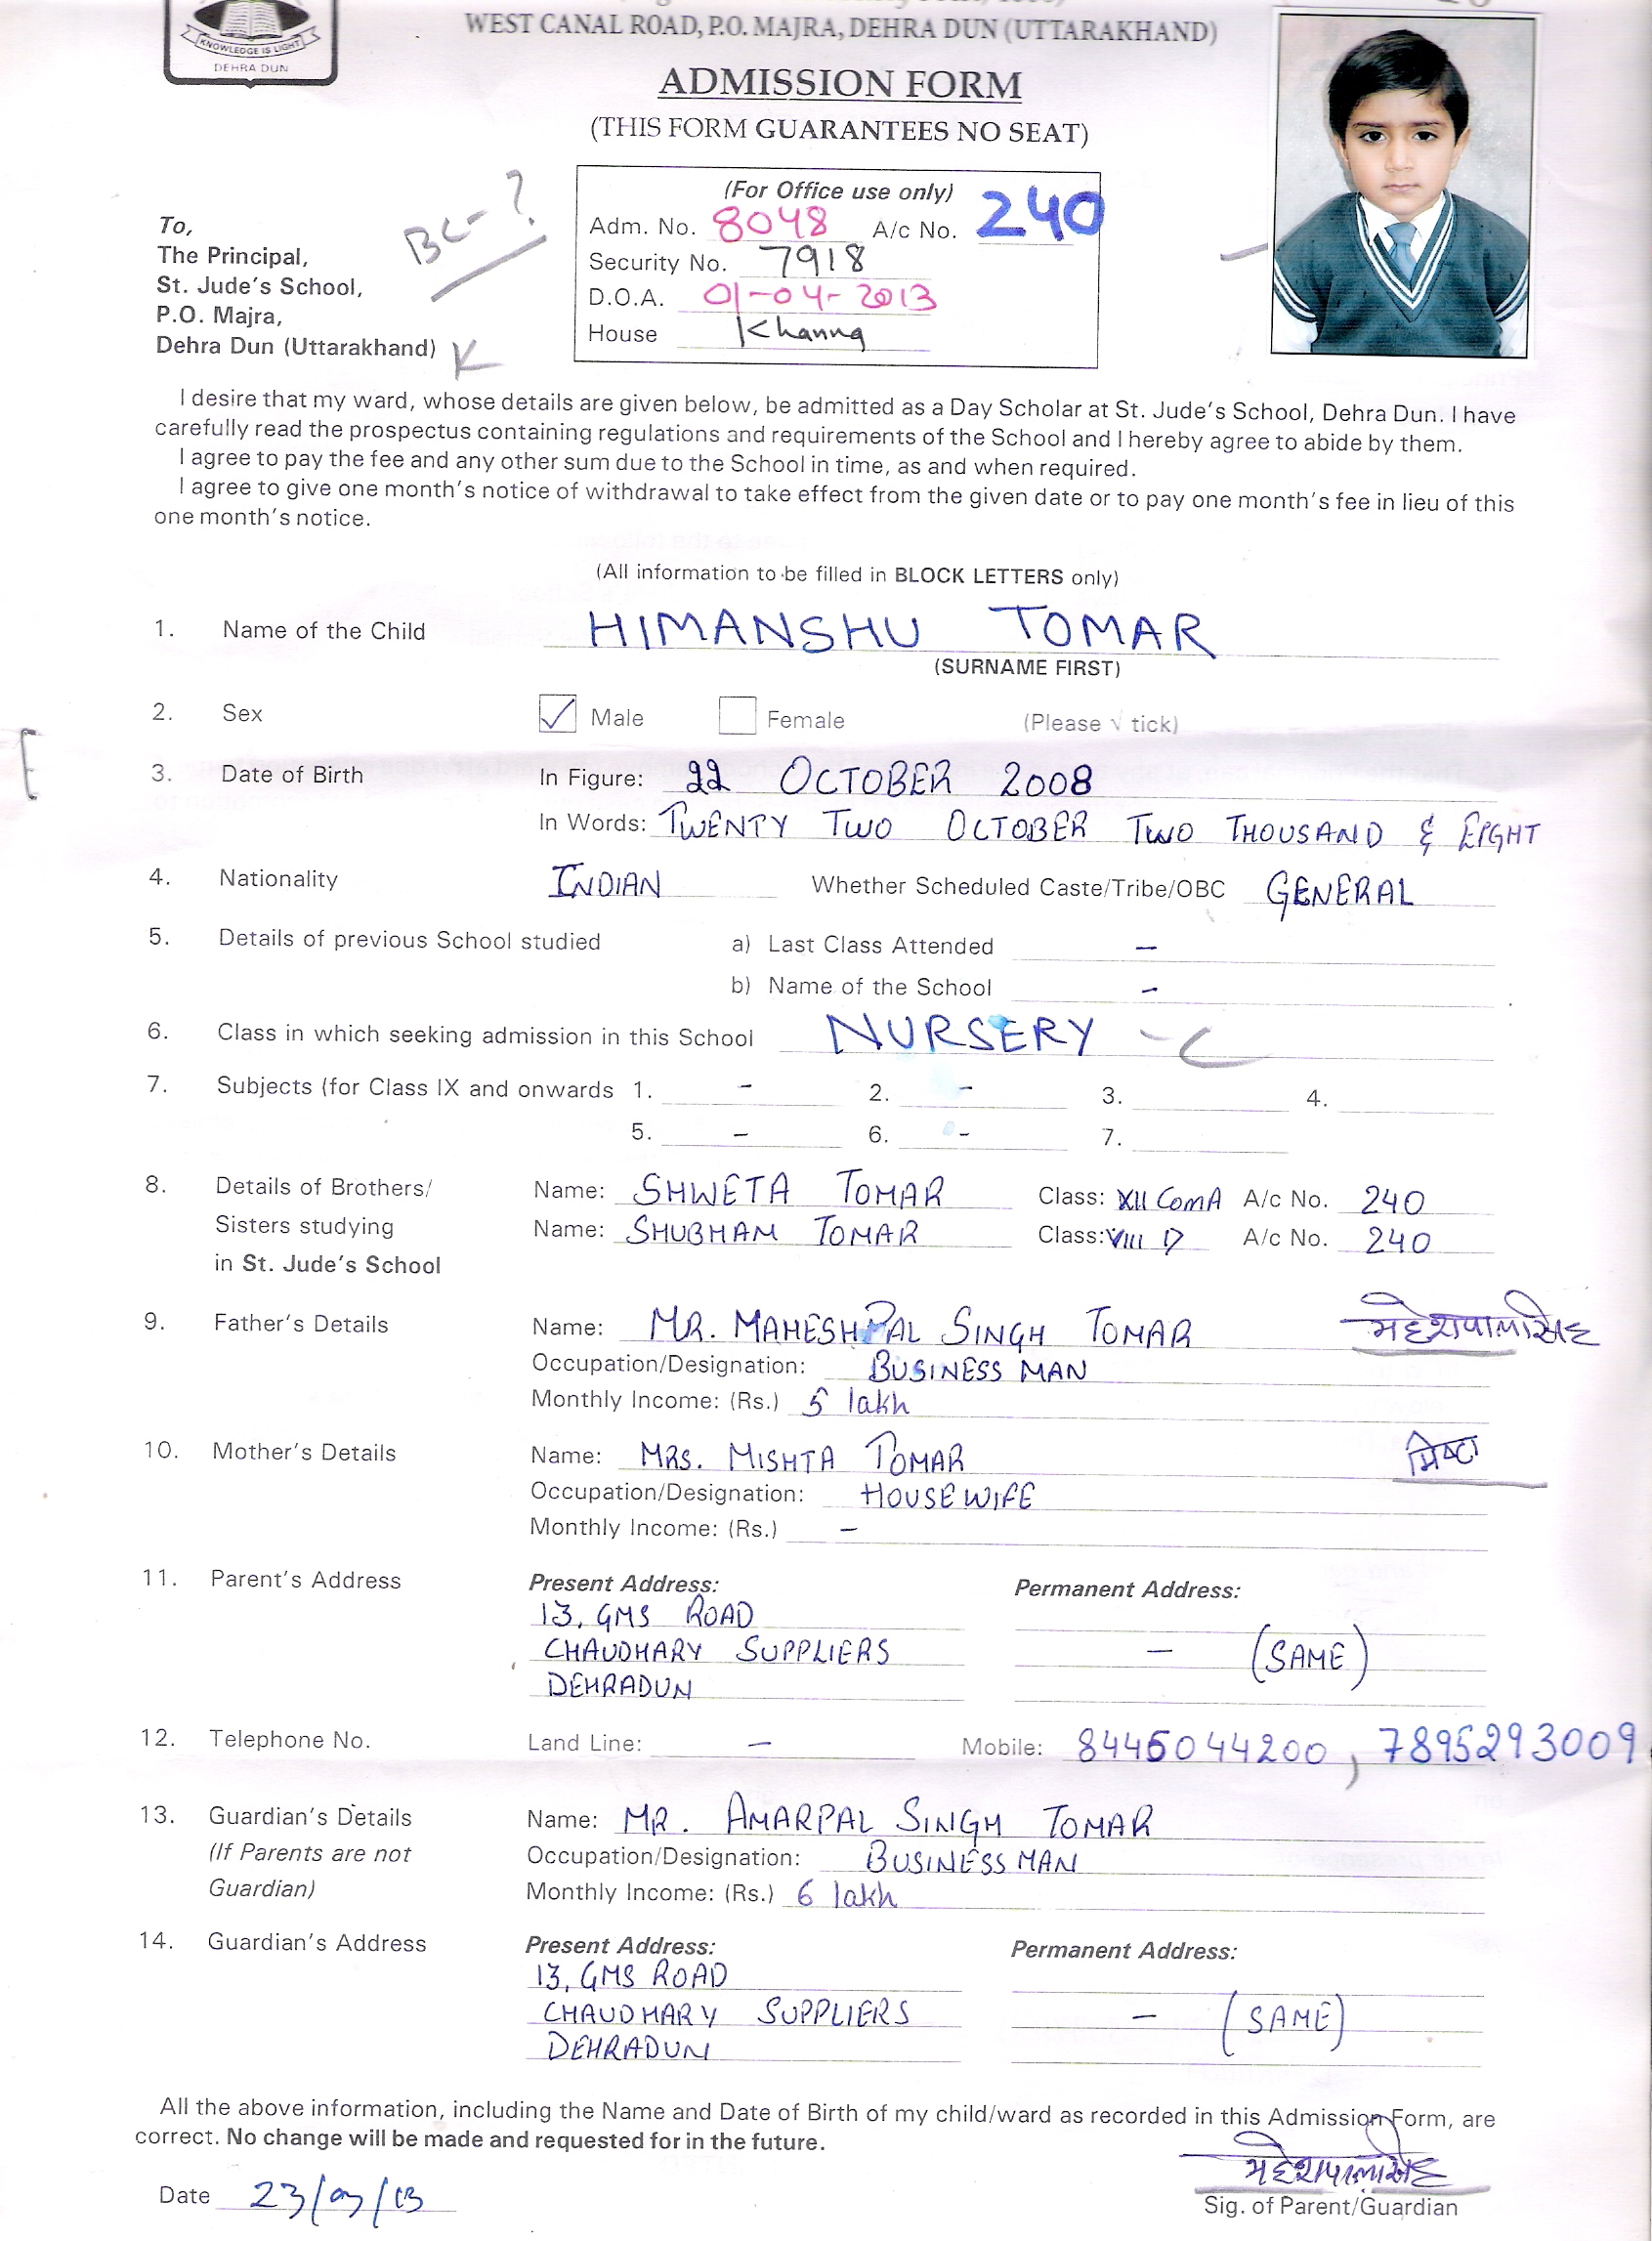 KNOWLEDGE IS LIGHT
DEHRA DUN
WEST CANAL ROAD, P.O. MAJRA, DEHRA DUN (UTTARAKHAND)
ADMISSION FORM
(THIS FORM GUARANTEES NO SEAT)
BC-?
(For Office use only)
Adm. No. 8048 A/c No. 240
Security No. 7918
D.O.A. 01-04-2013
House Khanna
To,
The Principal,
St. Jude's School,
P.O. Majra,
Dehra Dun (Uttarakhand) K
I desire that my ward, whose details are given below, be admitted as a Day Scholar at St. Jude's School, Dehra Dun. I have
carefully read the prospectus containing regulations and requirements of the School and I hereby agree to abide by them.
I agree to pay the fee and any other sum due to the School in time, as and when required.
I agree to give one month's notice of withdrawal to take effect from the given date or to pay one month's fee in lieu of this
one month's notice.
(All information to be filled in BLOCK LETTERS only)
1. Name of the Child HIMANSHU TOMAR
(SURNAME FIRST)
2. Sex ✓ Male Female (Please √ tick)
3. Date of Birth In Figure: 22 OCTOBER 2008
In Words: TWENTY TWO OCTOBER TWO THOUSAND & EIGHT
4. Nationality INDIAN Whether Scheduled Caste/Tribe/OBC GENERAL
5. Details of previous School studied a) Last Class Attended –
b) Name of the School –
6. Class in which seeking admission in this School NURSERY - C
7. Subjects (for Class IX and onwards 1. – 2. – 3. 4.
5. – 6. – 7.
8. Details of Brothers/ Name: SHWETA TOMAR Class: XII Com A A/c No. 240
Sisters studying Name: SHUBHAM TOMAR Class: VIII D A/c No. 240
in St. Jude's School
9. Father's Details Name: MR. MAHESHPAL SINGH TOMAR महेशपालसिंह
Occupation/Designation: BUSINESS MAN
Monthly Income: (Rs.) 5 lakh
10. Mother's Details Name: MRS. MISHTA TOMAR मिष्टा
Occupation/Designation: HOUSE WIFE
Monthly Income: (Rs.) –
11. Parent's Address Present Address: Permanent Address:
13, GMS ROAD
CHAUDHARY SUPPLIERS – (SAME)
DEHRADUN
12. Telephone No. Land Line: – Mobile: 8445044200, 7895293009
13. Guardian's Details Name: MR. AMARPAL SINGH TOMAR
(If Parents are not Occupation/Designation: BUSINESS MAN
Guardian) Monthly Income: (Rs.) 6 lakh
14. Guardian's Address Present Address: Permanent Address:
13, GMS ROAD
CHAUDHARY SUPPLIERS – (SAME)
DEHRADUN
All the above information, including the Name and Date of Birth of my child/ward as recorded in this Admission Form, are
correct. No change will be made and requested for in the future.
महेशपालसिंह
Date 23/03/13 Sig. of Parent/Guardian